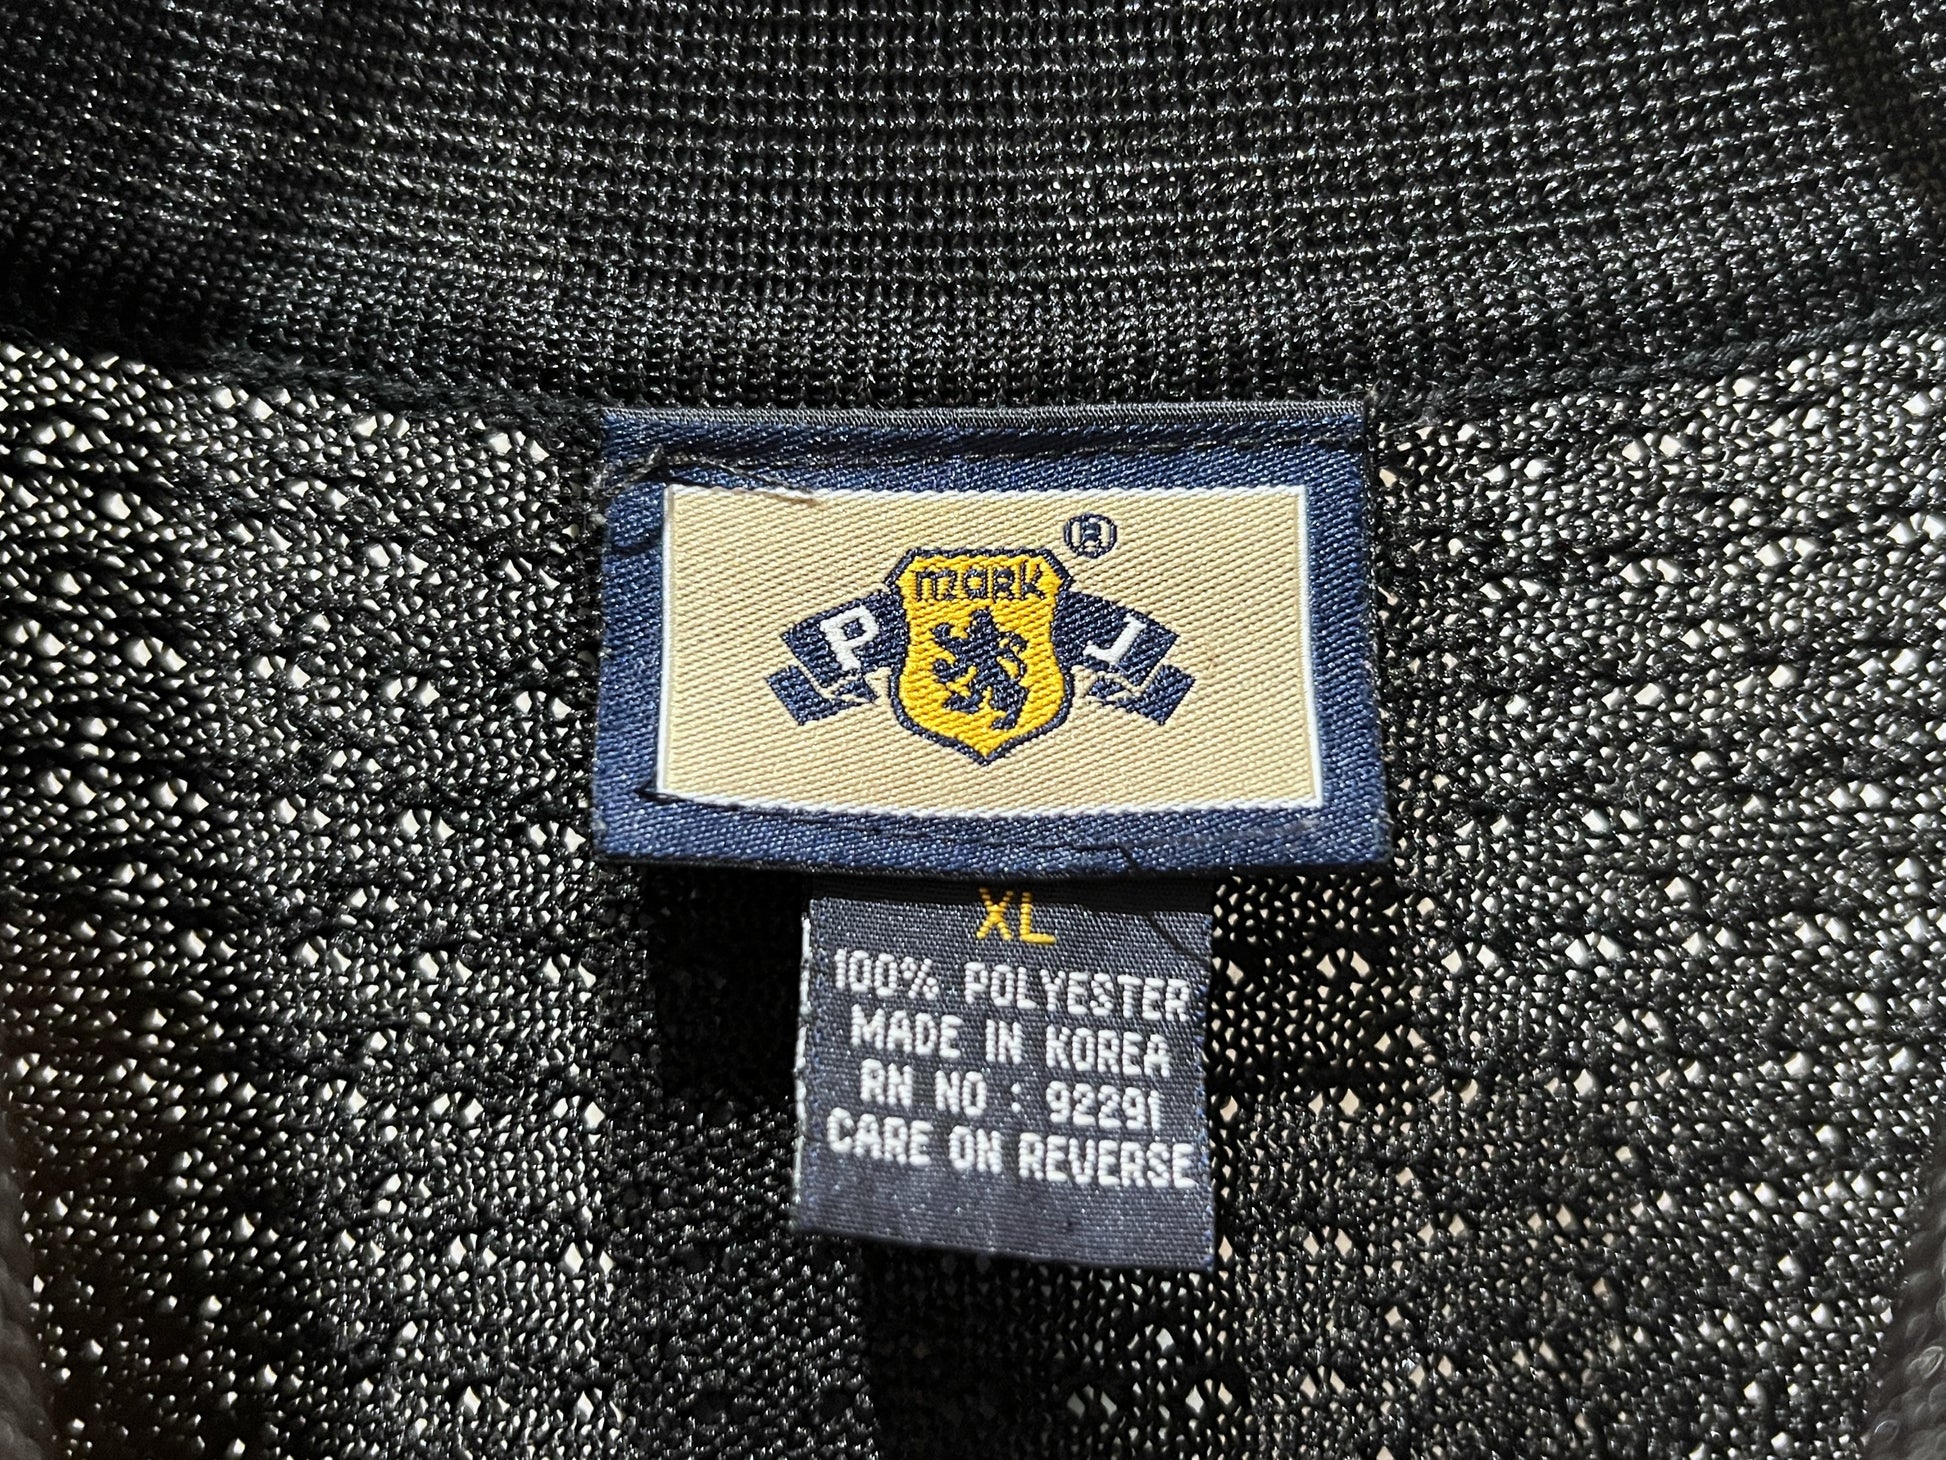 ®
mark
P J
XL
100% POLYESTER
MADE IN KOREA
RN NO : 92291
CARE ON REVERSE